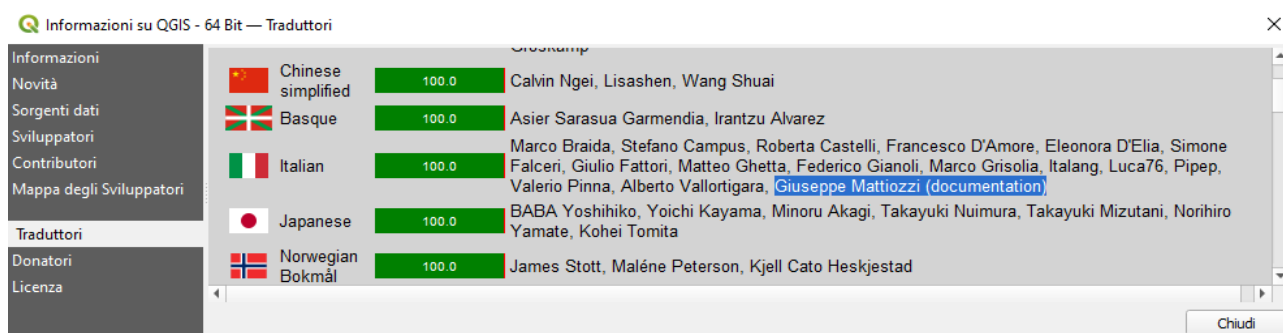 Informazioni su QGIS - 64 Bit — Traduttori
Informazioni
Novità
Sorgenti dati
Sviluppatori
Contributori
Mappa degli Sviluppatori
Traduttori
Donatori
Licenza
Chinese
simplified
100.0
Calvin Ngei, Lisashen, Wang Shuai
Basque
100.0
Asier Sarasua Garmendia, Irantzu Alvarez
Italian
100.0
Marco Braida, Stefano Campus, Roberta Castelli, Francesco D'Amore, Eleonora D'Elia, Simone
Falceri, Giulio Fattori, Matteo Ghetta, Federico Gianoli, Marco Grisolia, Italang, Luca76, Pipep,
Valerio Pinna, Alberto Vallortigara, Giuseppe Mattiozzi (documentation)
Japanese
100.0
BABA Yoshihiko, Yoichi Kayama, Minoru Akagi, Takayuki Nuimura, Takayuki Mizutani, Norihiro
Yamate, Kohei Tomita
Norwegian
Bokmål
100.0
James Stott, Maléne Peterson, Kjell Cato Heskjestad
Chiudi